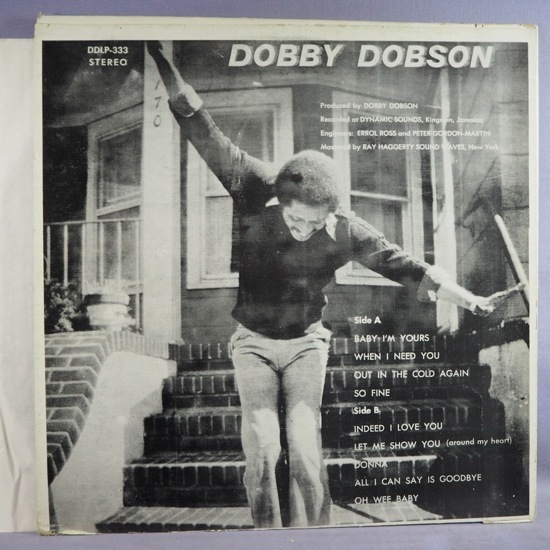 DDLP-333
STEREO
DOBBY DOBSON
Produced by DOBBY DOBSON
Recorded at DYNAMIC SOUNDS, Kingston, Jamaica
Engineers: ERROL ROSS and PETER GORDON-MARTIN
Mastered by RAY HAGGERTY SOUND WAVES, New York
170
Side A
BABY I'M YOURS
WHEN I NEED YOU
OUT IN THE COLD AGAIN
SO FINE
Side B
INDEED I LOVE YOU
LET ME SHOW YOU (around my heart)
DONNA
ALL I CAN SAY IS GOODBYE
OH WEE BABY